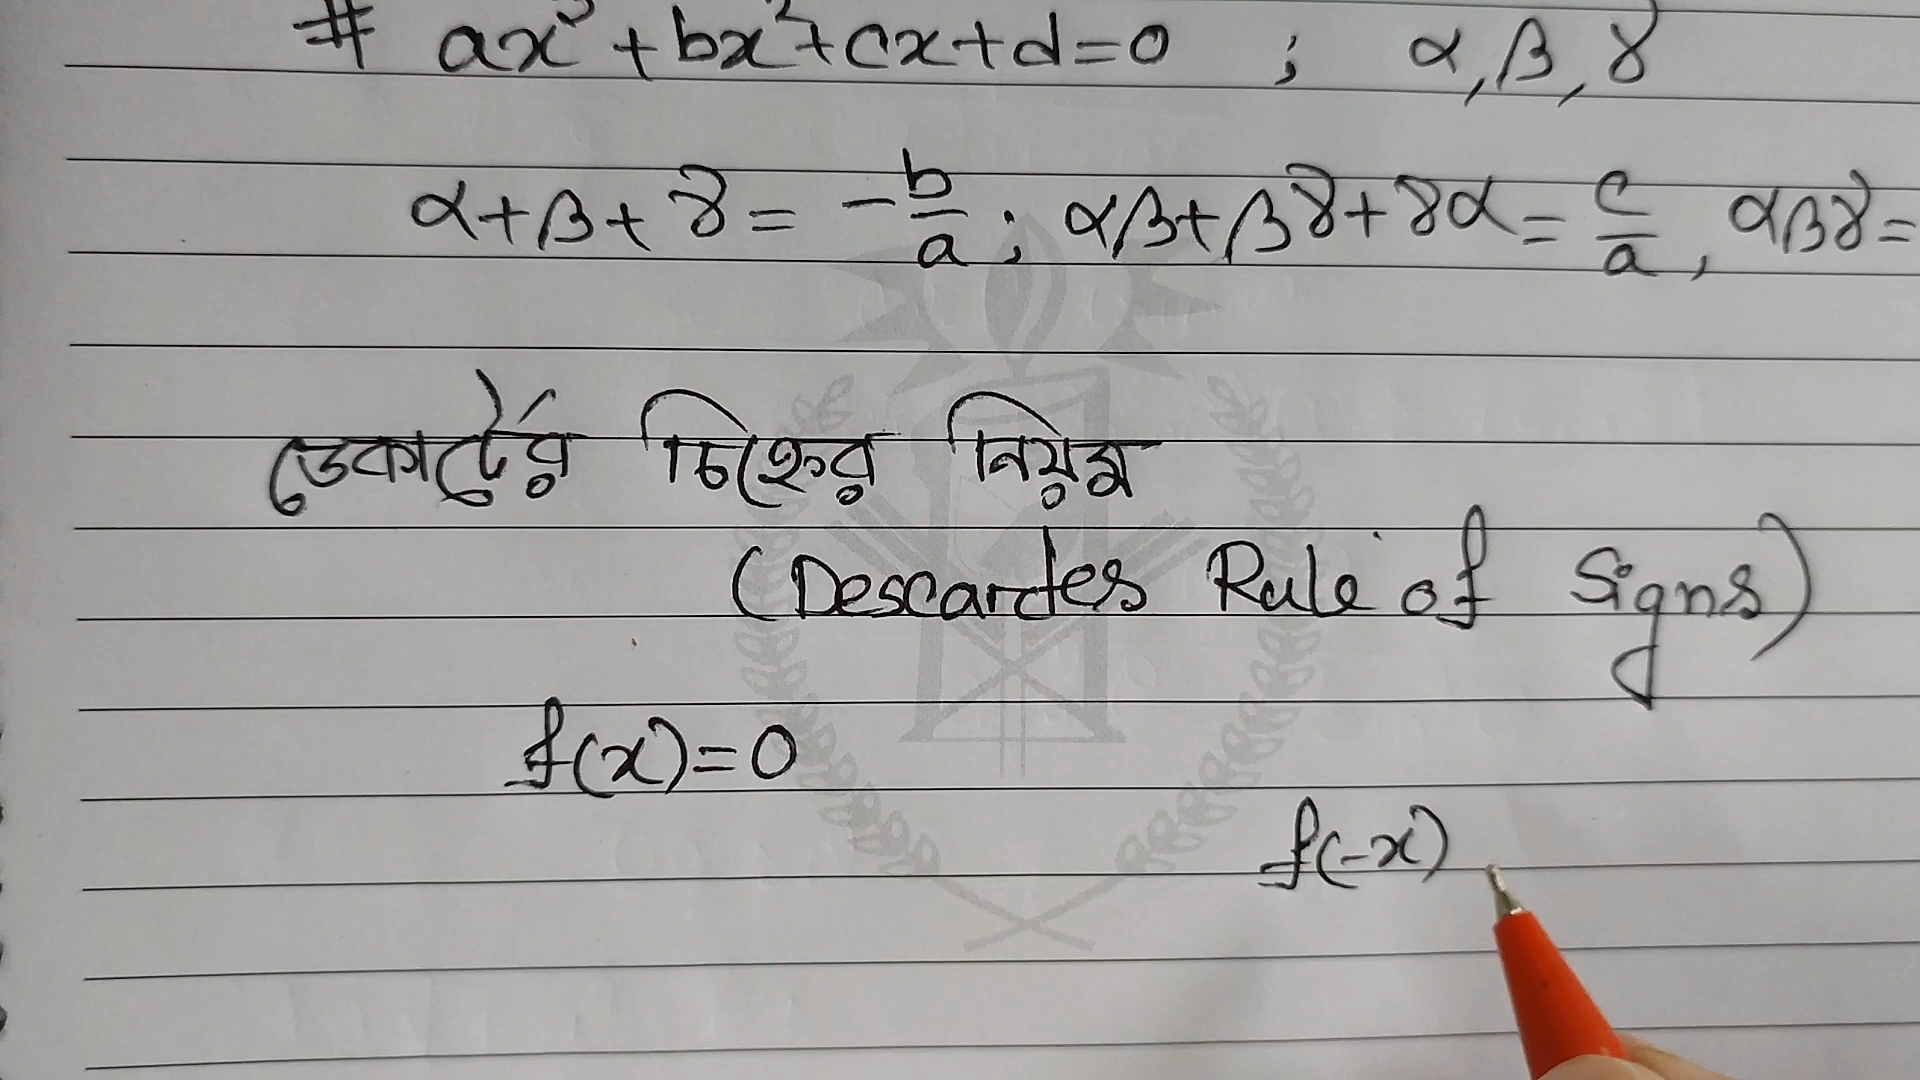 # ax³+bx²+cx+d=0 ; α,β,γ
α+β+γ= -b/a ; αβ+βγ+γα= c/a , αβγ=
ডেকার্টের চিহ্নের নিয়ম
(Descartes Rule of Signs)
f(x)=0
f(-x)